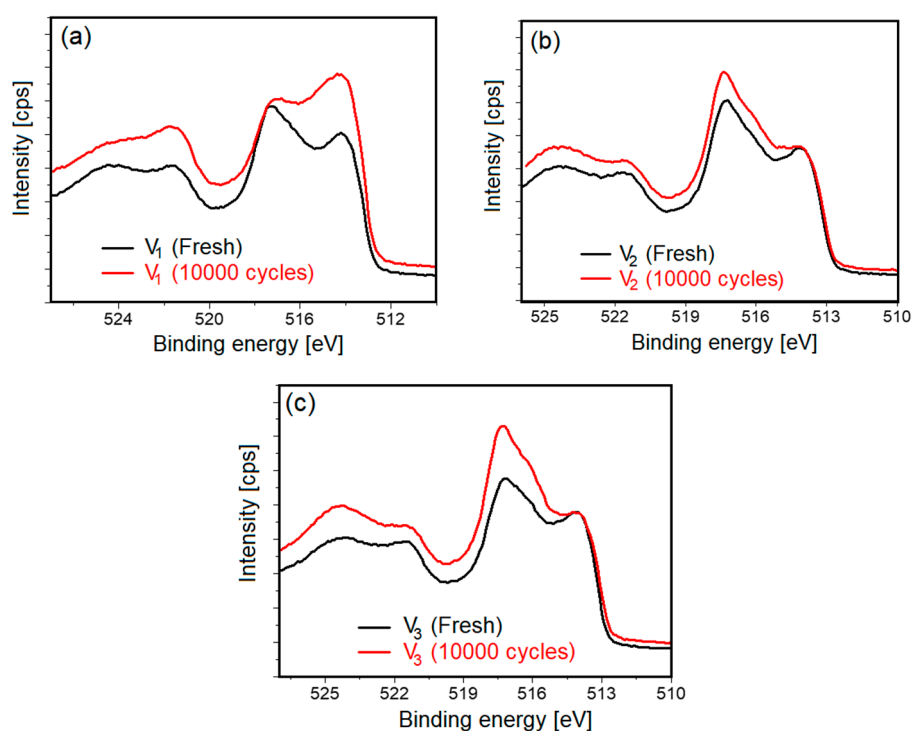 (a)
Intensity [cps]
V₁ (Fresh)
V₁ (10000 cycles)
524 520 516 512
Binding energy [eV]
(b)
Intensity [cps]
V₂ (Fresh)
V₂ (10000 cycles)
525 522 519 516 513 510
Binding energy [eV]
(c)
Intensity [cps]
V₃ (Fresh)
V₃ (10000 cycles)
525 522 519 516 513 510
Binding energy [eV]